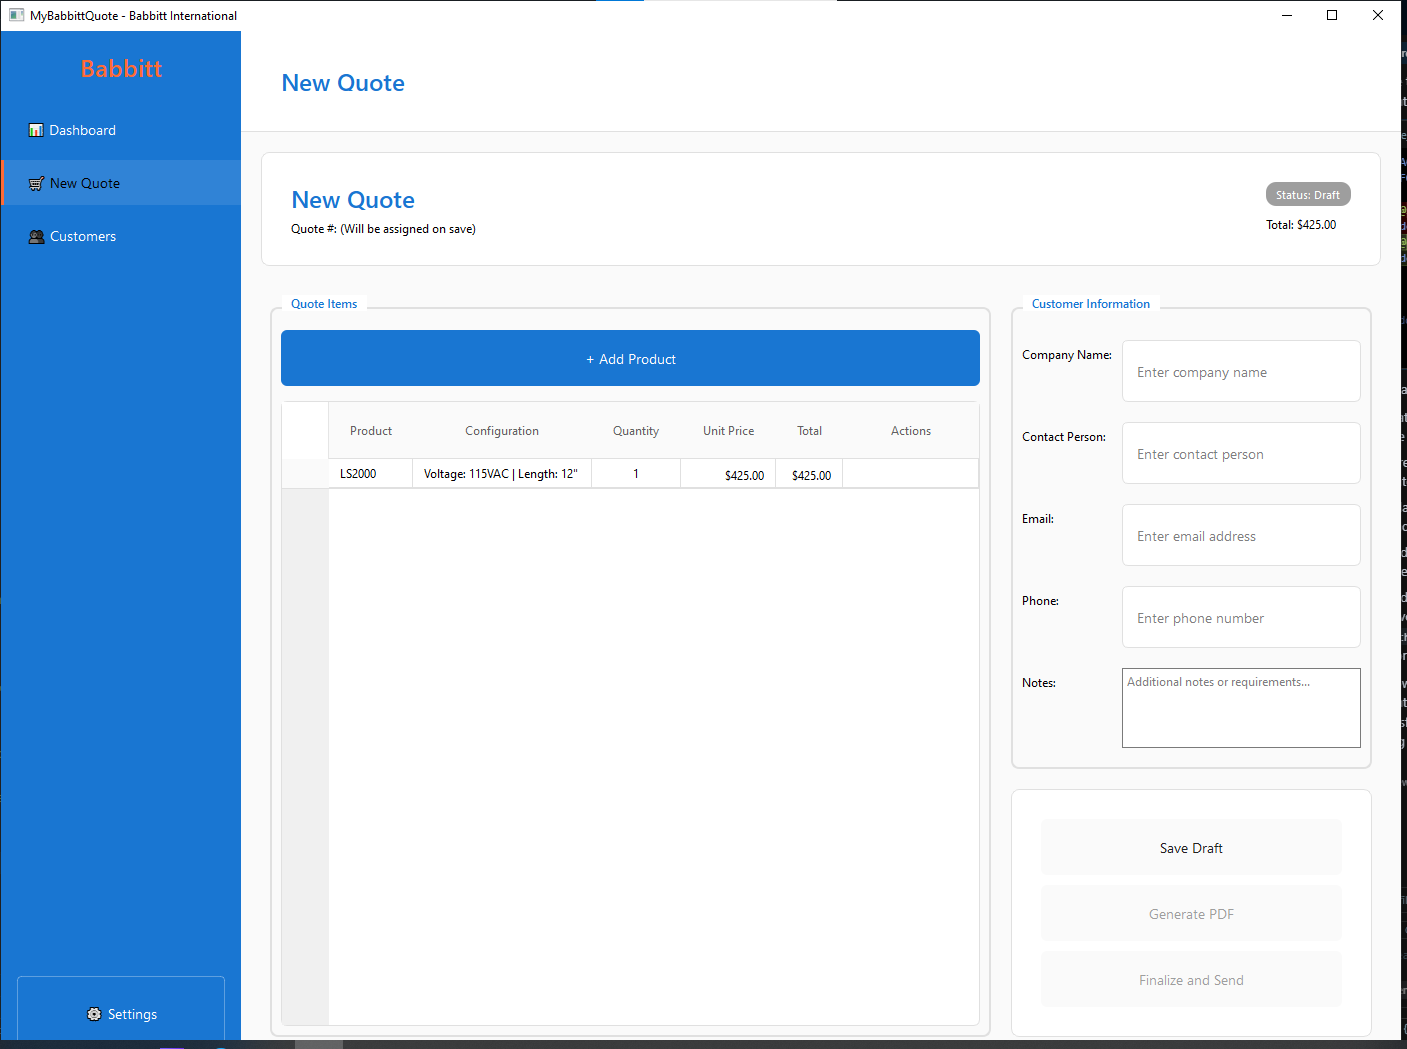 MyBabbittQuote - Babbitt International
Babbitt
Dashboard
New Quote
Customers
Settings
New Quote
New Quote
Quote #: (Will be assigned on save)
Status: Draft
Total: $425.00
Quote Items
+ Add Product
Product Configuration Quantity Unit Price Total Actions
LS2000 Voltage: 115VAC | Length: 12" 1 $425.00 $425.00
Customer Information
Company Name: Enter company name
Contact Person: Enter contact person
Email: Enter email address
Phone: Enter phone number
Notes: Additional notes or requirements...
Save Draft
Generate PDF
Finalize and Send